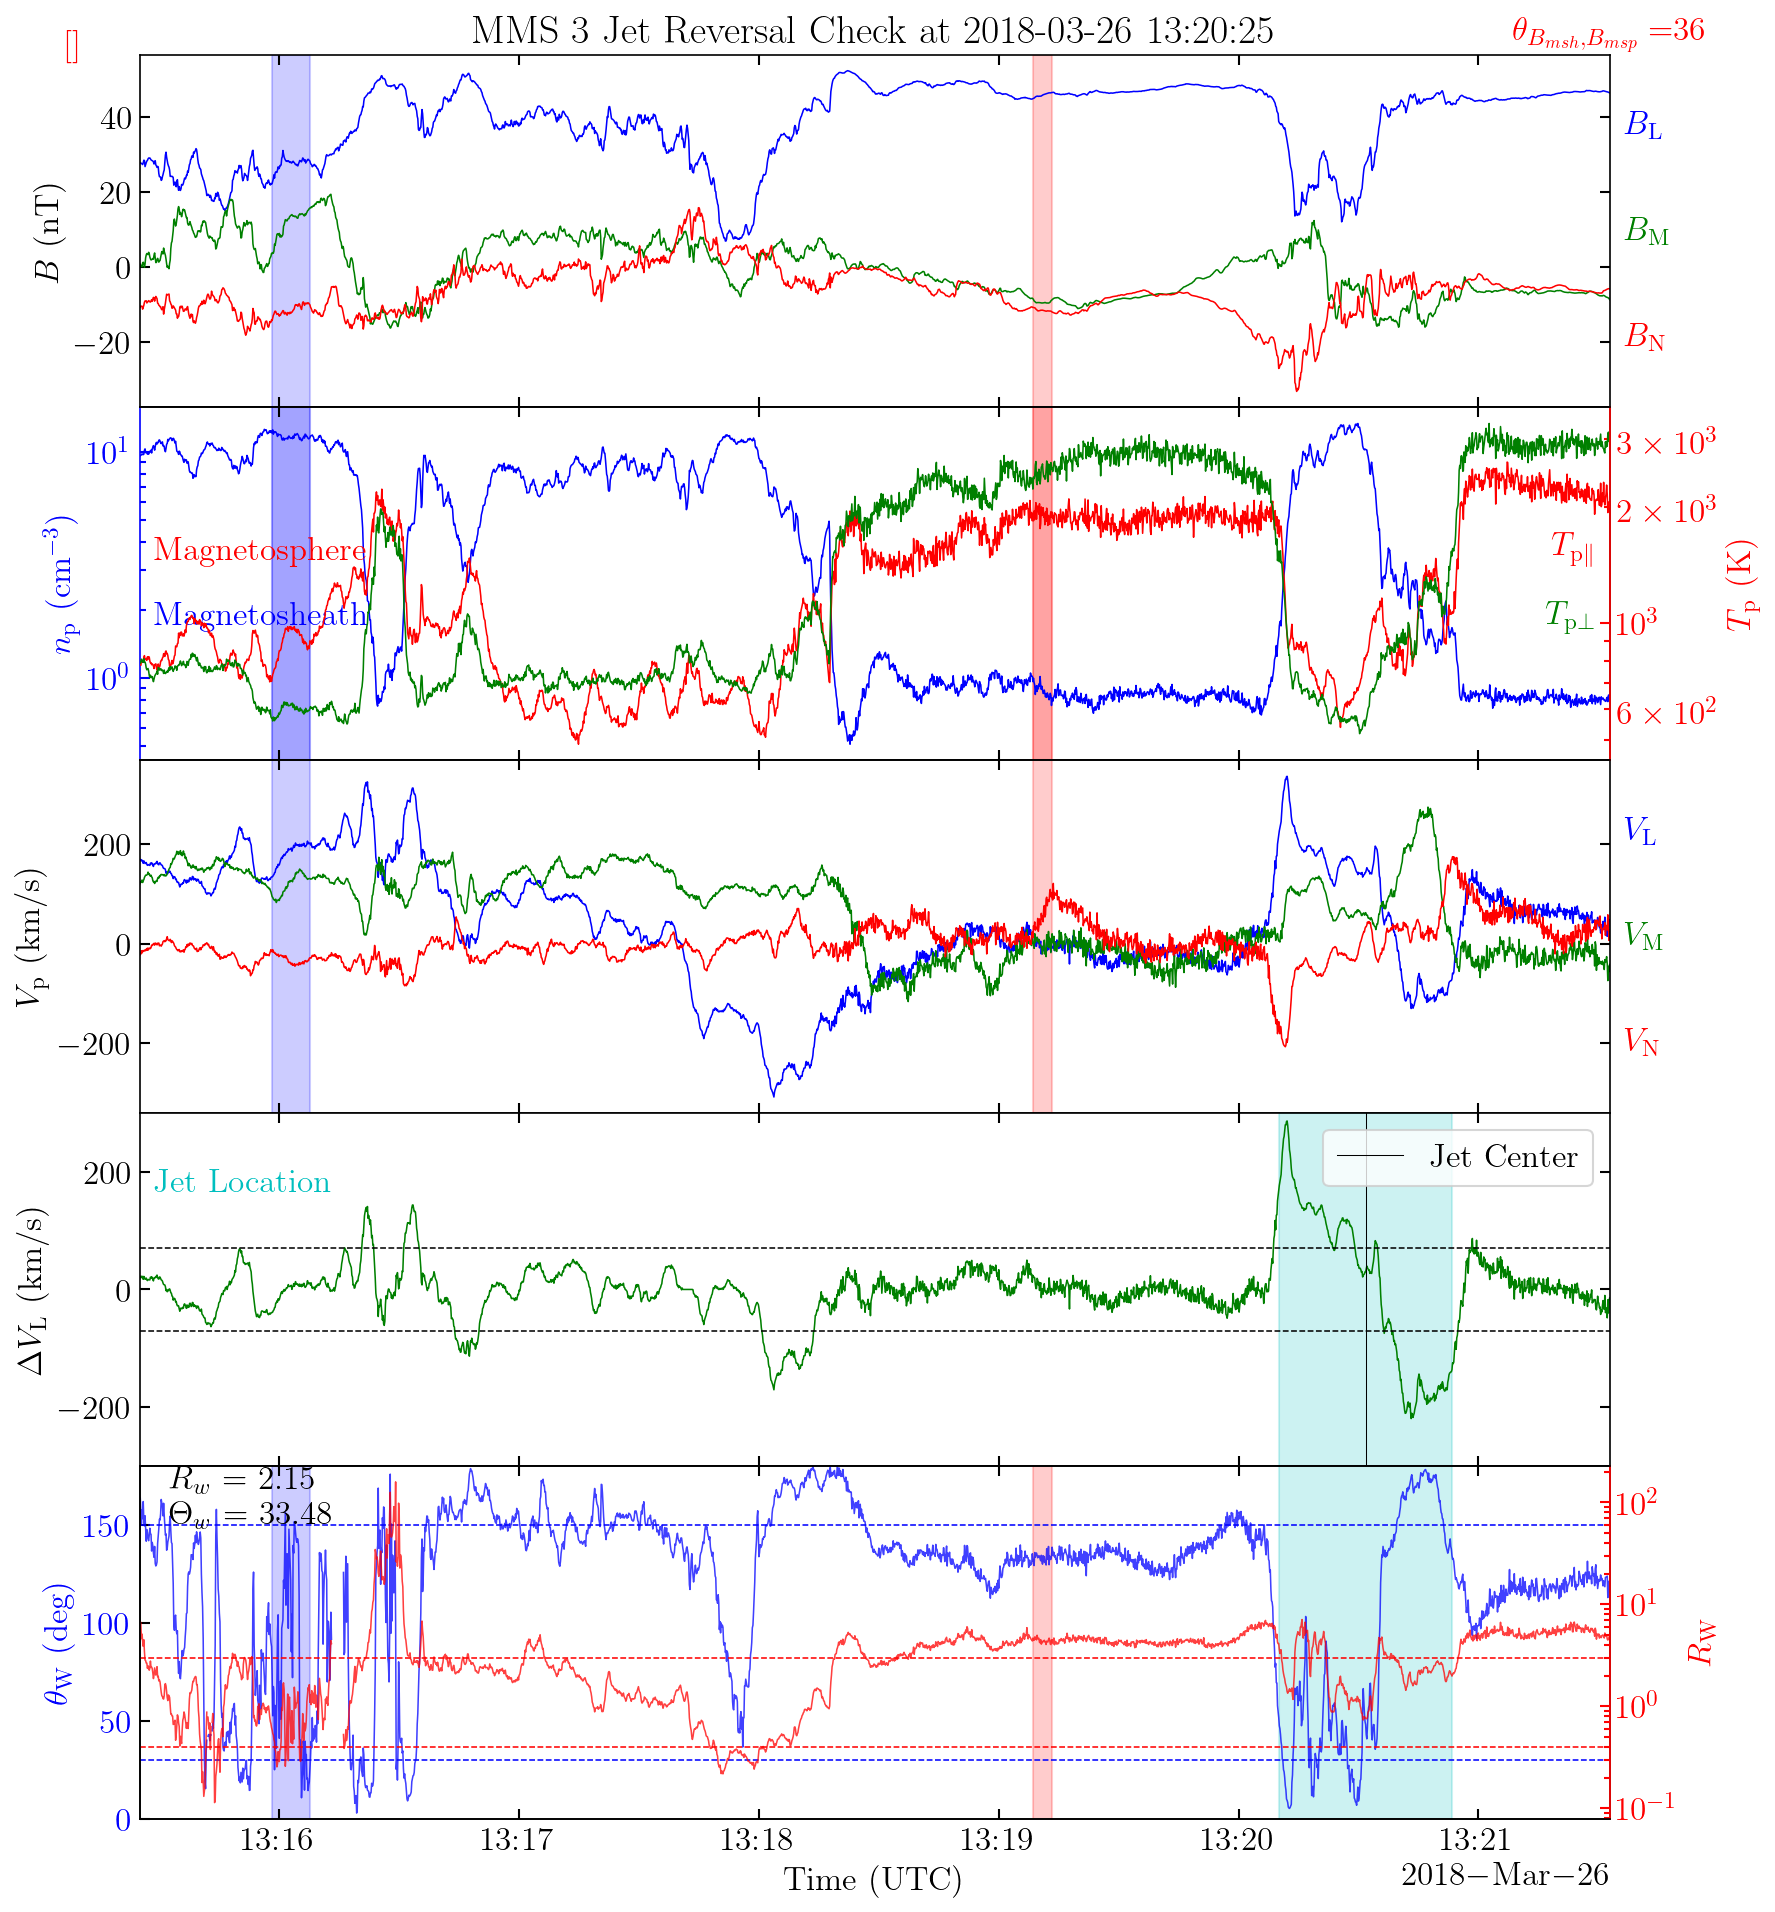 MMS 3 Jet Reversal Check at 2018-03-26 13:20:25
[]
θ_{B_{msh},B_{msp}} =36
B (nT)
40
20
0
−20
B_L
B_M
B_N
n_p (cm^{−3})
10^1
10^0
Magnetosphere
Magnetosheath
T_{p∥}
T_{p⊥}
3 × 10^3
2 × 10^3
10^3
6 × 10^2
T_p (K)
V_p (km/s)
200
0
−200
V_L
V_M
V_N
ΔV_L (km/s)
200
0
−200
Jet Location
Jet Center
θ_W (deg)
150
100
50
0
R_w = 2.15
Θ_w = 33.48
10^2
10^1
10^0
10^{−1}
R_W
13:16 13:17 13:18 13:19 13:20 13:21
Time (UTC)
2018−Mar−26